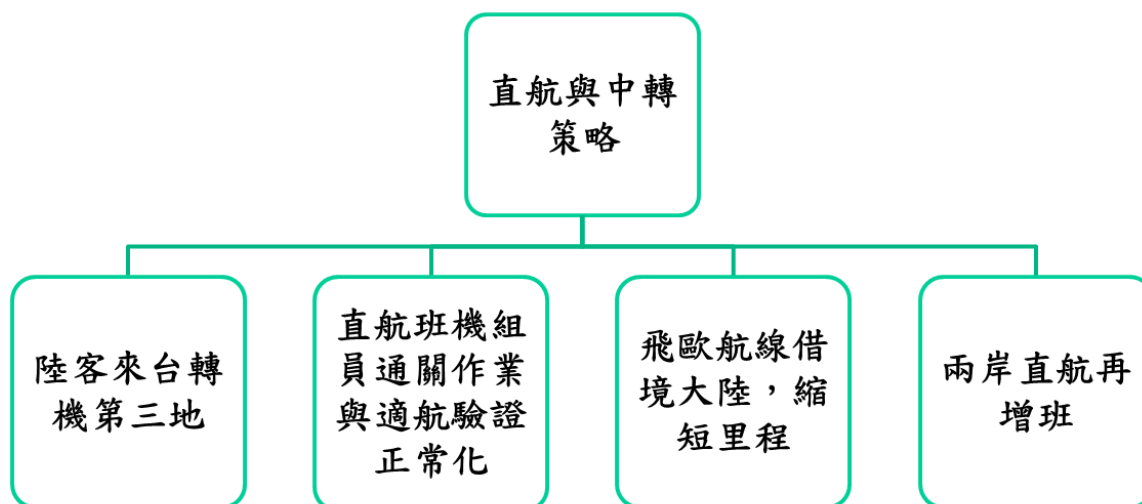 直航與中轉
策略
陸客來台轉
機第三地
直航班機組
員通關作業
與適航驗證
正常化
飛歐航線借
境大陸，縮
短里程
兩岸直航再
增班